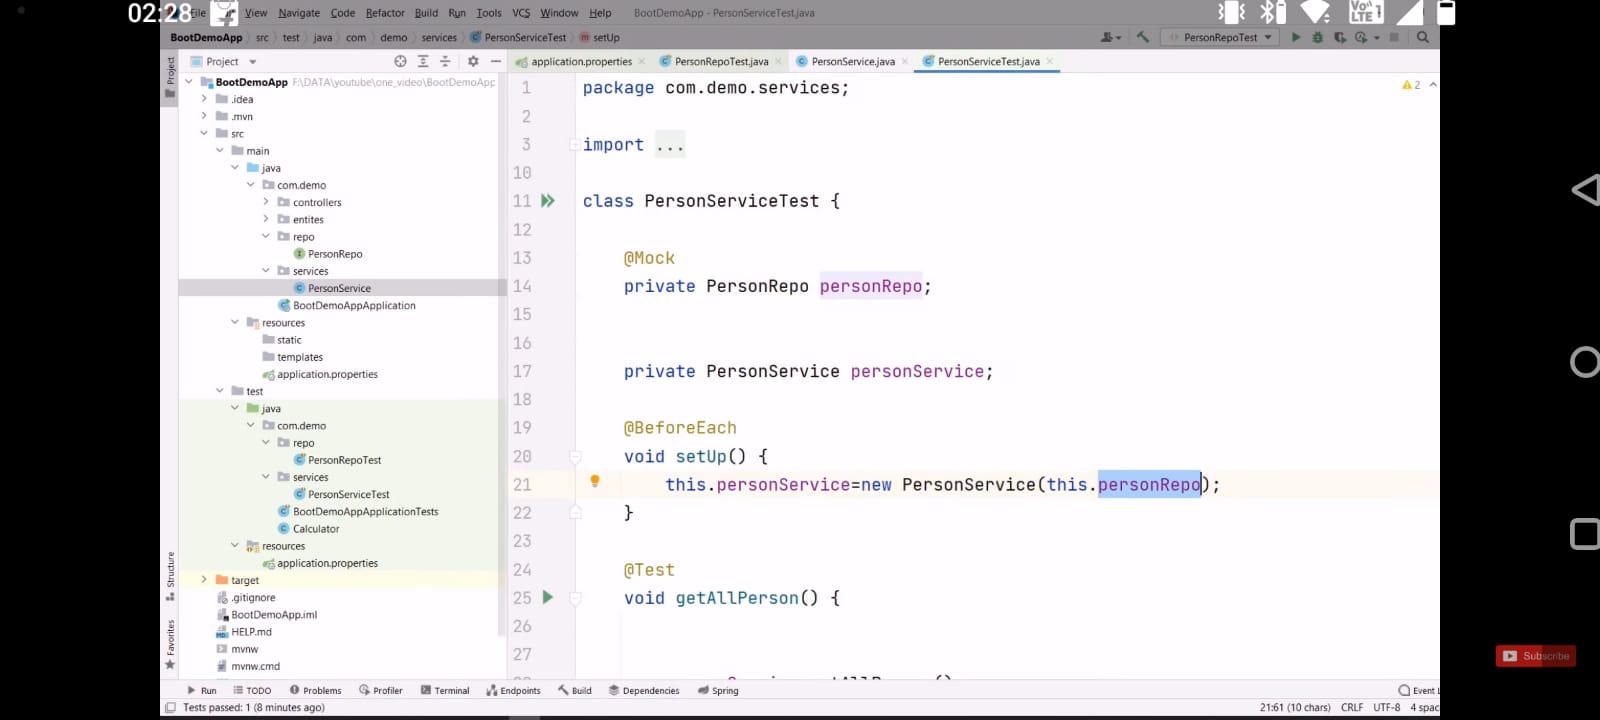 02:28
File View Navigate Code Refactor Build Run Tools VCS Window Help BootDemoApp - PersonServiceTest.java
Vo LTE 1
BootDemoApp src test java com demo services PersonServiceTest setUp PersonRepoTest
Project
application.properties PersonRepoTest.java PersonService.java PersonServiceTest.java
Project
BootDemoApp F:\DATA\youtube\one_video\BootDemoApp
.idea
.mvn
src
main
java
com.demo
controllers
entites
repo
PersonRepo
services
PersonService
BootDemoAppApplication
resources
static
templates
application.properties
test
java
com.demo
repo
PersonRepoTest
services
PersonServiceTest
BootDemoAppApplicationTests
Calculator
resources
application.properties
target
.gitignore
BootDemoApp.iml
HELP.md
mvnw
mvnw.cmd
Structure
Favorites
2
1 package com.demo.services;
2
3 import ...
10
11 class PersonServiceTest {
12
13 @Mock
14 private PersonRepo personRepo;
15
16
17 private PersonService personService;
18
19 @BeforeEach
20 void setUp() {
21 this.personService=new PersonService(this.personRepo);
22 }
23
24 @Test
25 void getAllPerson() {
26
27
Subscribe
Run TODO Problems Profiler Terminal Endpoints Build Dependencies Spring Event L
Tests passed: 1 (8 minutes ago) 21:61 (10 chars) CRLF UTF-8 4 spac